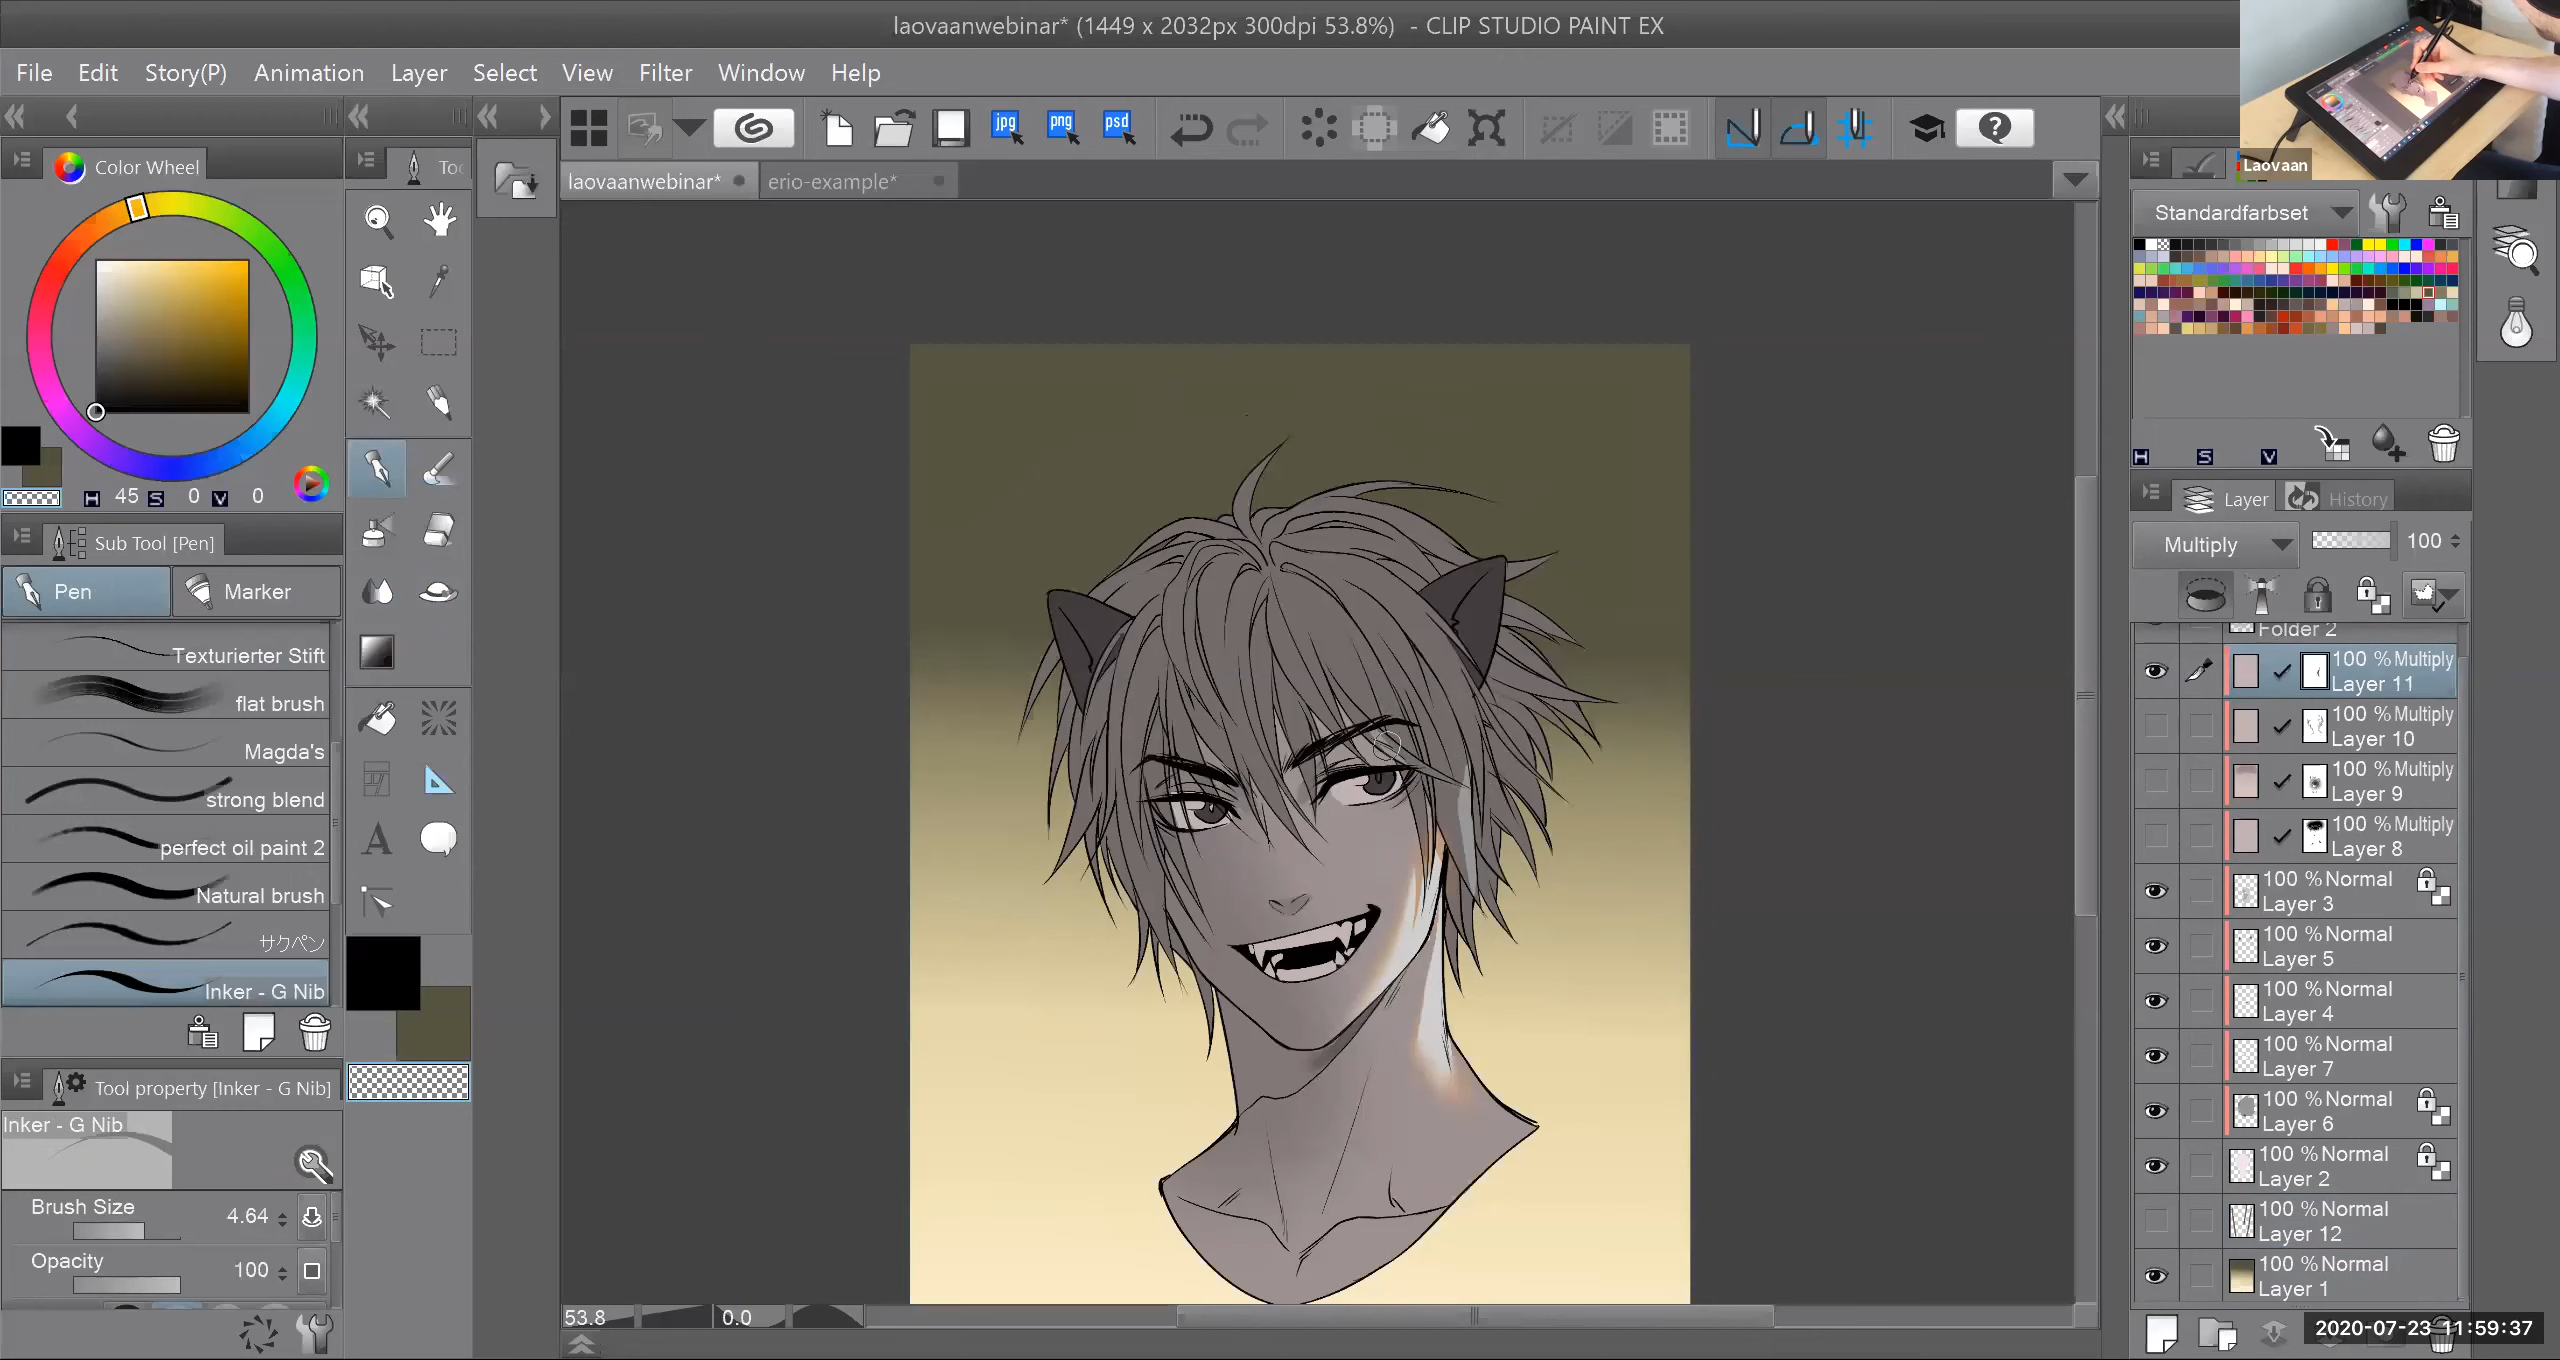 laovaanwebinar* (1449 x 2032px 300dpi 53.8%) - CLIP STUDIO PAINT EX
File Edit Story(P) Animation Layer Select View Filter Window Help
Laovaan
jpg png psd
Color Wheel
laovaanwebinar* erio-example*
Standardfarbset
H 45 S 0 V 0
H S V
Sub Tool [Pen]
Pen Marker
Texturierter Stift
flat brush
Magda's
strong blend
perfect oil paint 2
Natural brush
サクペン
Inker - G Nib
Tool property [Inker - G Nib]
Inker - G Nib
Brush Size 4.64
Opacity 100
53.8 0.0
Layer History
Multiply 100
Folder 2
100 % Multiply
Layer 11
100 % Multiply
Layer 10
100 % Multiply
Layer 9
100 % Multiply
Layer 8
100 % Normal
Layer 3
100 % Normal
Layer 5
100 % Normal
Layer 4
100 % Normal
Layer 7
100 % Normal
Layer 6
100 % Normal
Layer 2
100 % Normal
Layer 12
100 % Normal
Layer 1
2020-07-23 11:59:37